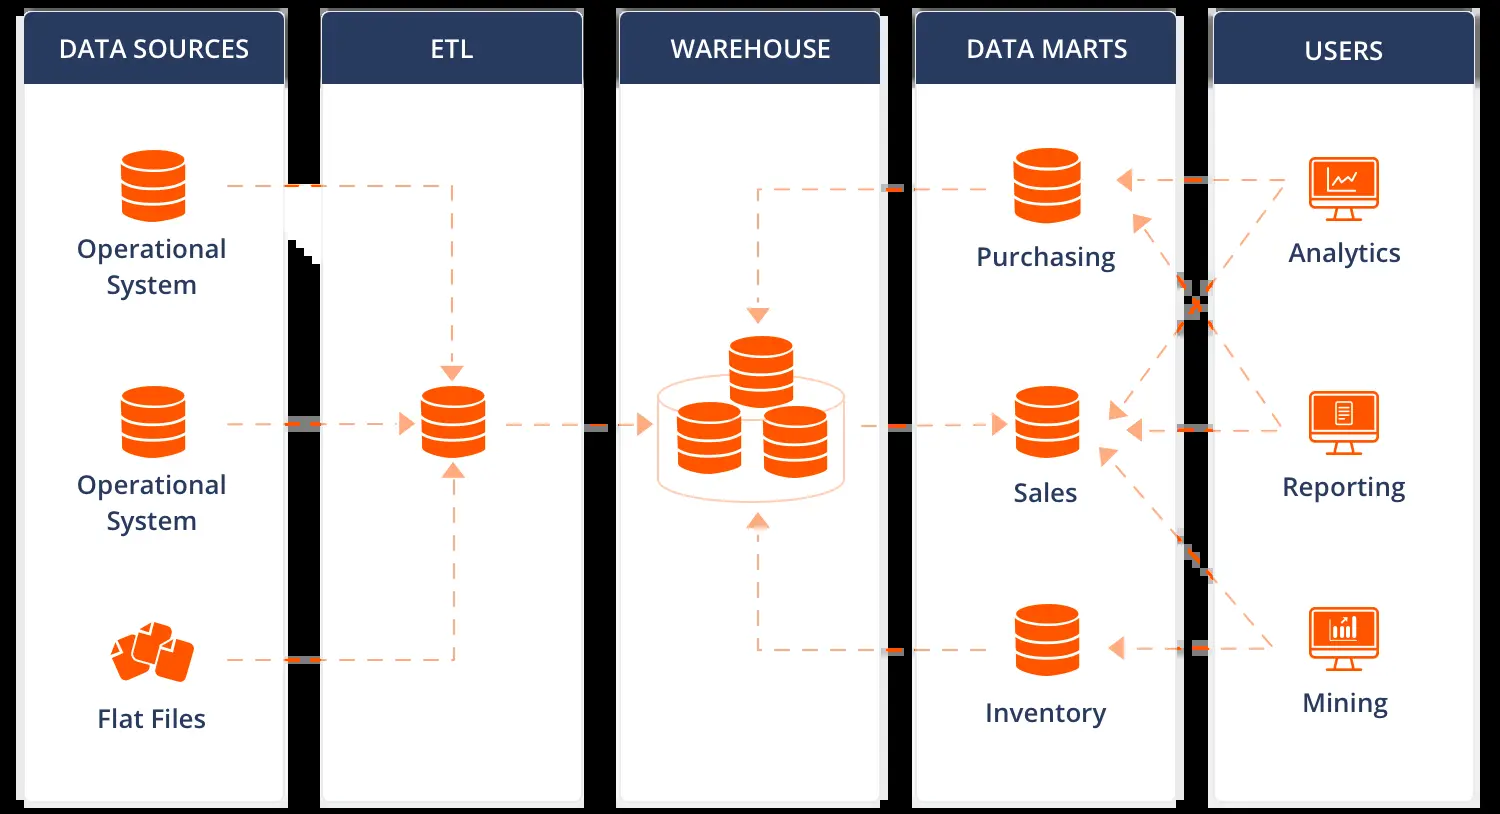 DATA SOURCES
ETL
WAREHOUSE
DATA MARTS
USERS
Operational
System
Operational
System
Flat Files
Purchasing
Sales
Inventory
Analytics
Reporting
Mining